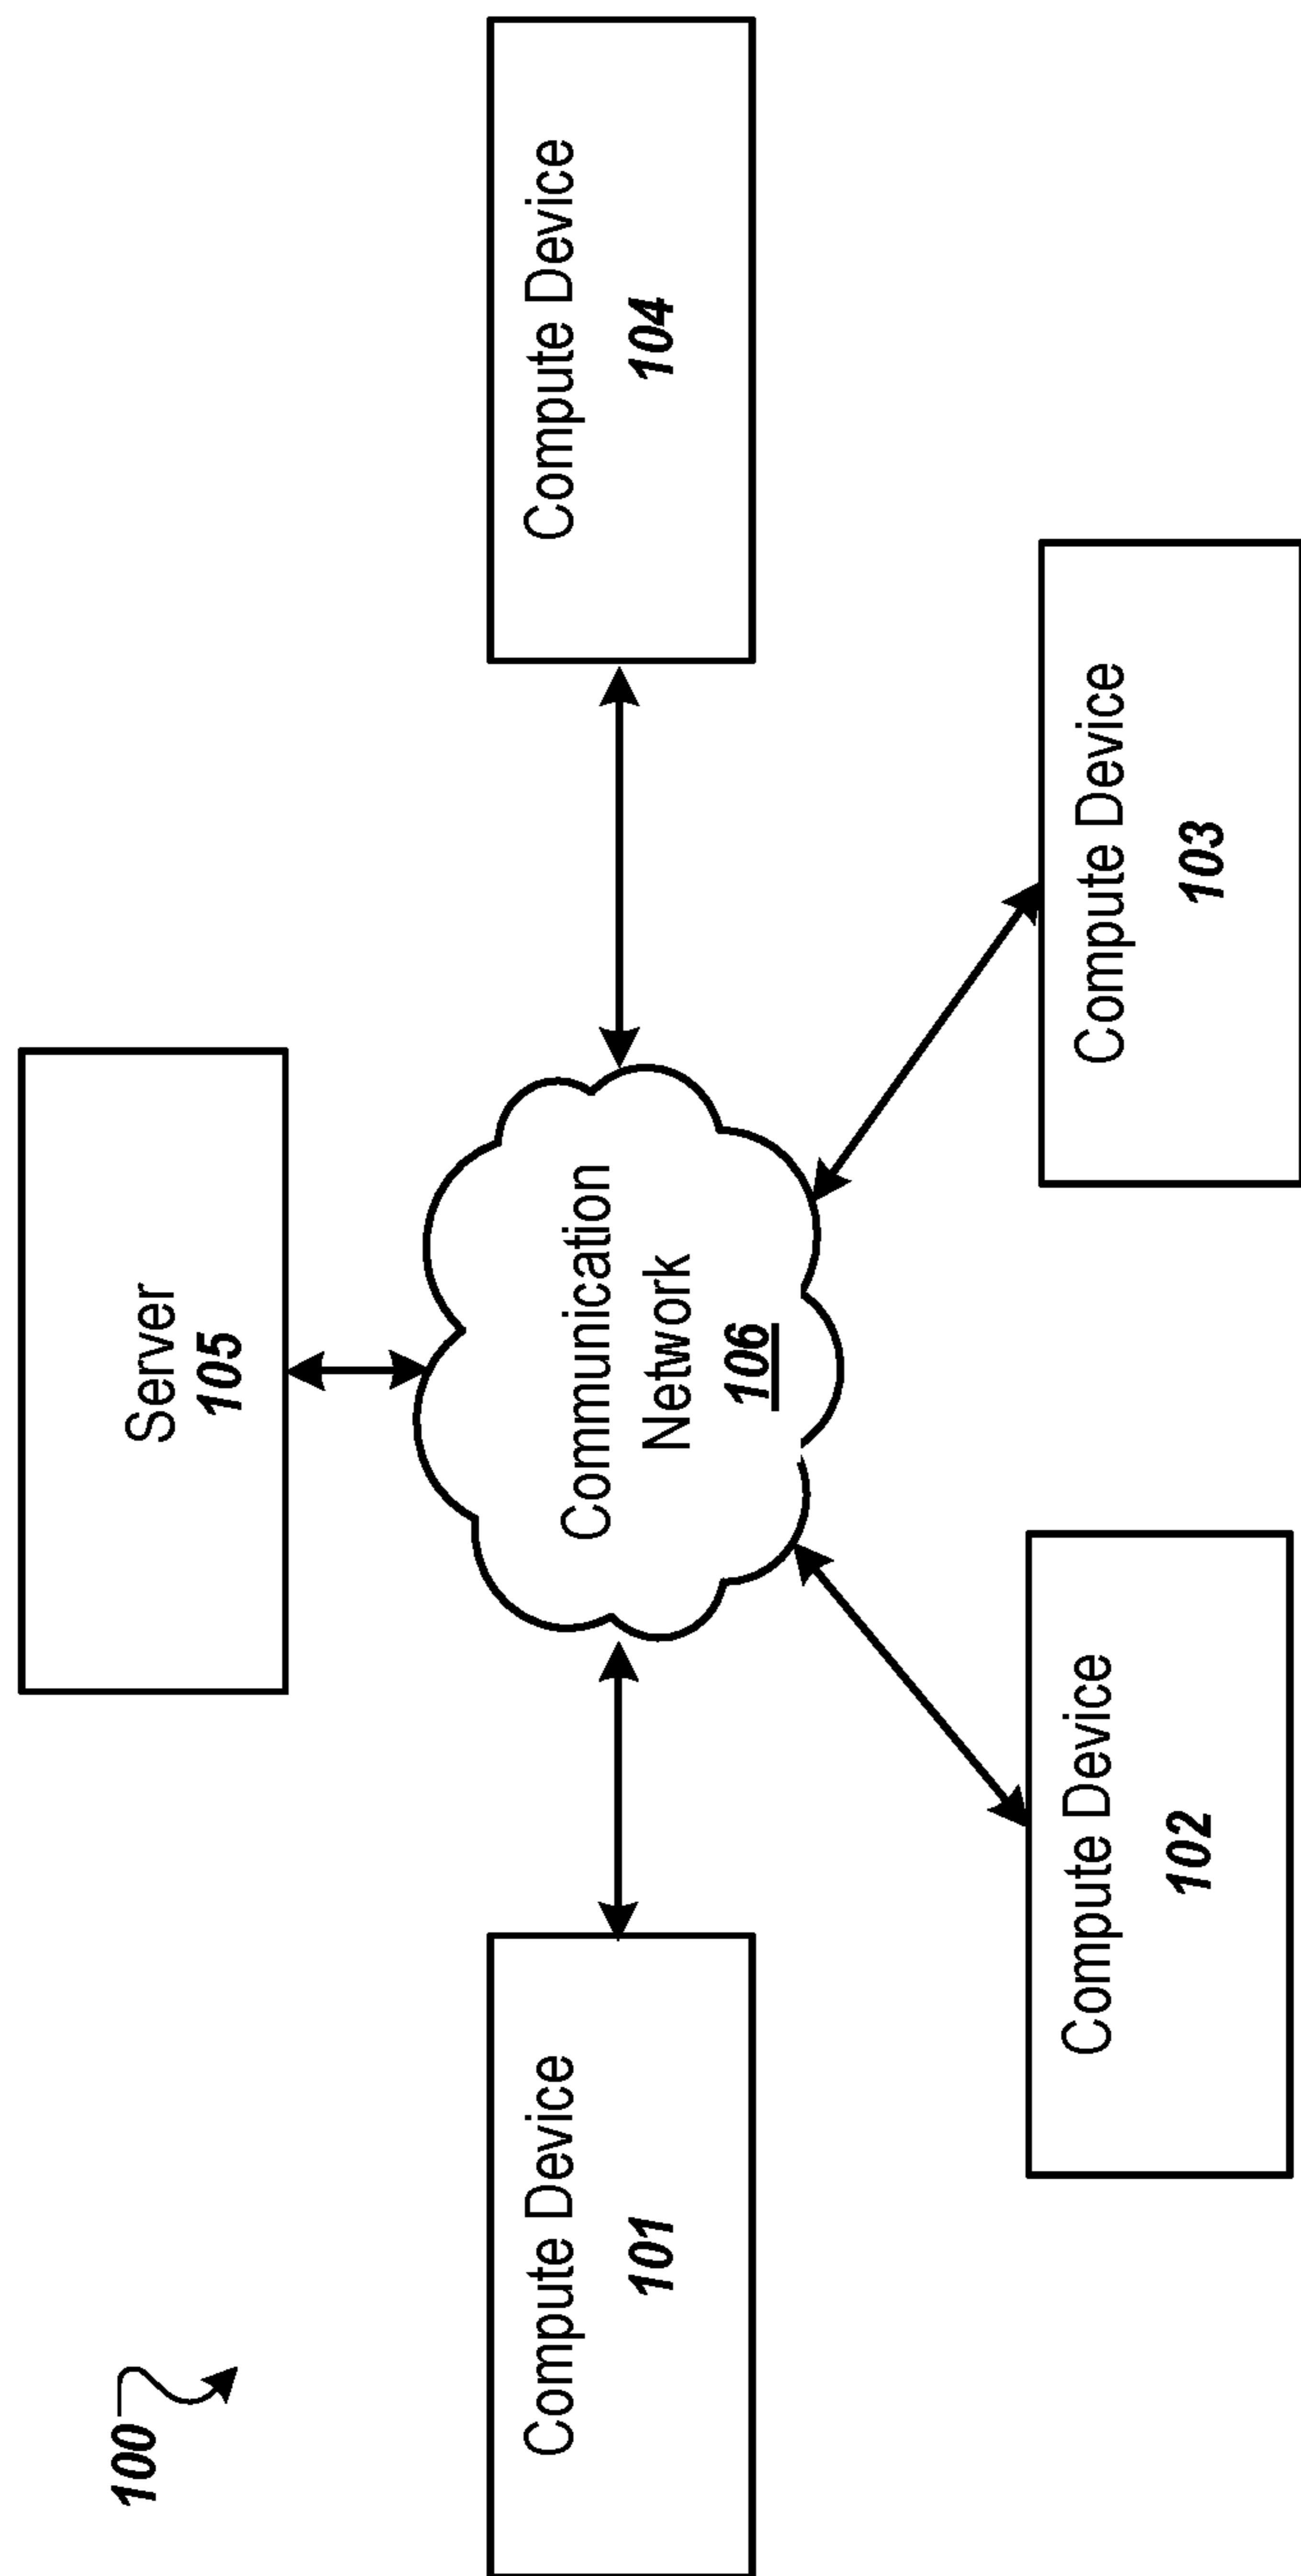 100
Server
105
Communication
Network
106
Compute Device
101
Compute Device
104
Compute Device
102
Compute Device
103